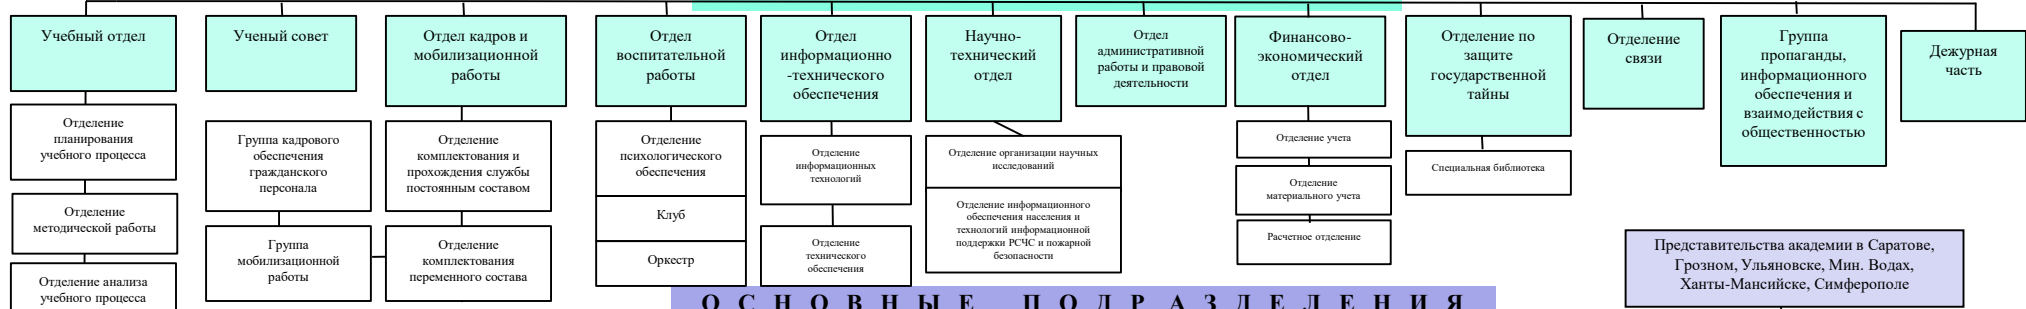 Учебный отдел
Ученый совет
Отдел кадров и
мобилизационной
работы
Отдел
воспитательной
работы
Отдел
информационно
-технического
обеспечения
Научно-
технический
отдел
Отдел
административной
работы и правовой
деятельности
Финансово-
экономический
отдел
Отделение по
защите
государственной
тайны
Отделение
связи
Группа
пропаганды,
информационного
обеспечения и
взаимодействия с
общественностью
Дежурная
часть
Отделение
планирования
учебного процесса
Отделение
методической работы
Отделение анализа
учебного процесса
Группа кадрового
обеспечения
гражданского
персонала
Группа
мобилизационной
работы
Отделение
комплектования и
прохождения службы
постоянным составом
Отделение
комплектования
переменного состава
Отделение
психологического
обеспечения
Клуб
Оркестр
Отделение
информационных
технологий
Отделение
технического
обеспечения
Отделение организации научных
исследований
Отделение информационного
обеспечения населения и
технологий информационной
поддержки РСЧС и пожарной
безопасности
Отделение учета
Отделение
материального учета
Расчетное отделение
Специальная библиотека
Представительства академии в Саратове,
Грозном, Ульяновске, Мин. Водах,
Ханты-Мансийске, Симферополе
О С Н О В Н Ы Е П О Д Р А З Д Е Л Е Н И Я